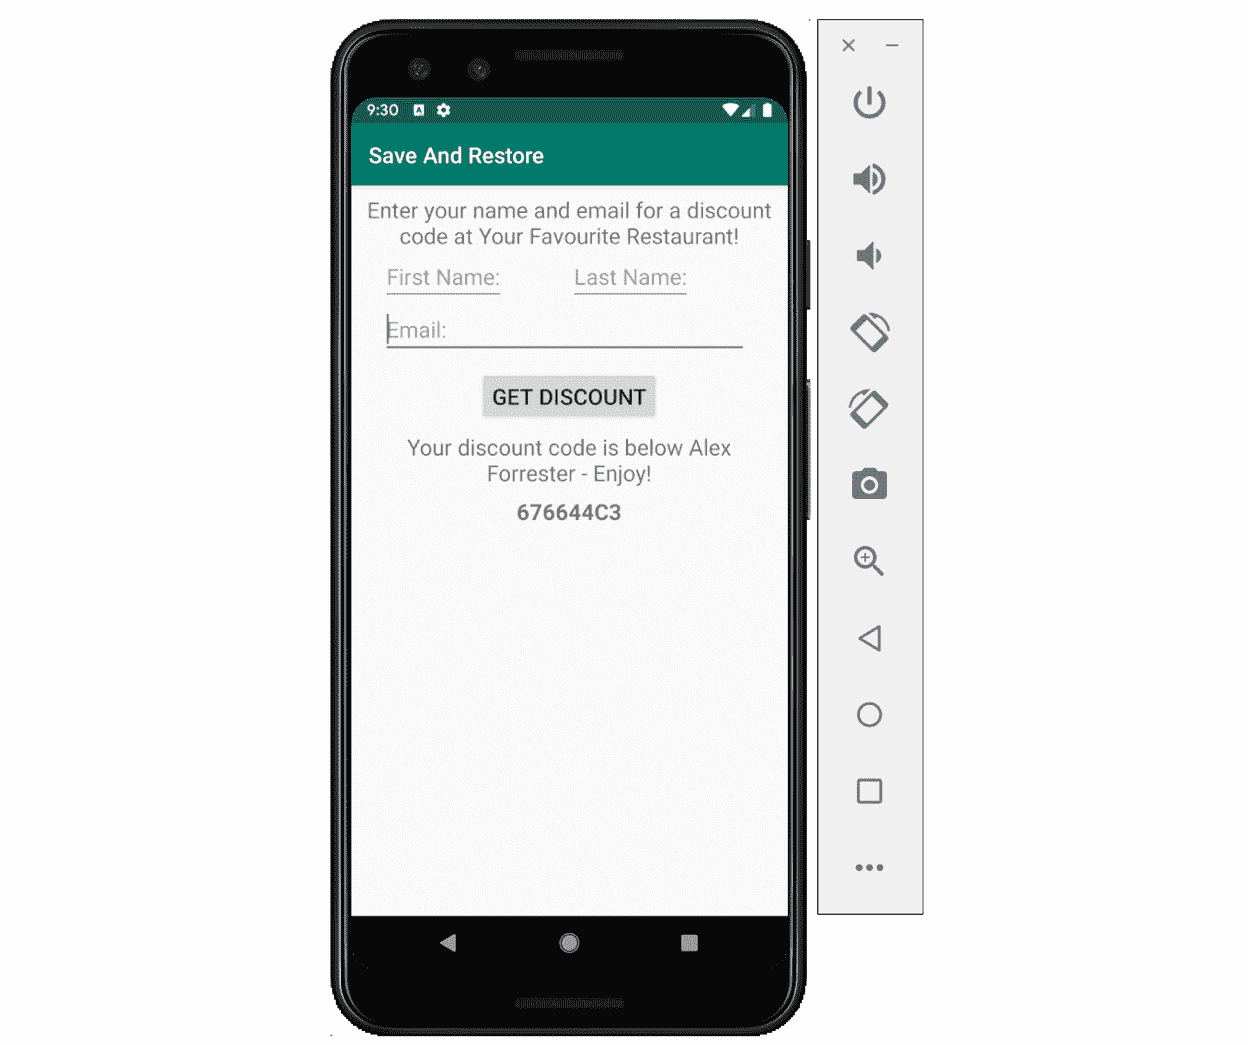 9:30
Save And Restore
Enter your name and email for a discount
code at Your Favourite Restaurant!
First Name: Last Name:
Email:
GET DISCOUNT
Your discount code is below Alex
Forrester - Enjoy!
676644C3